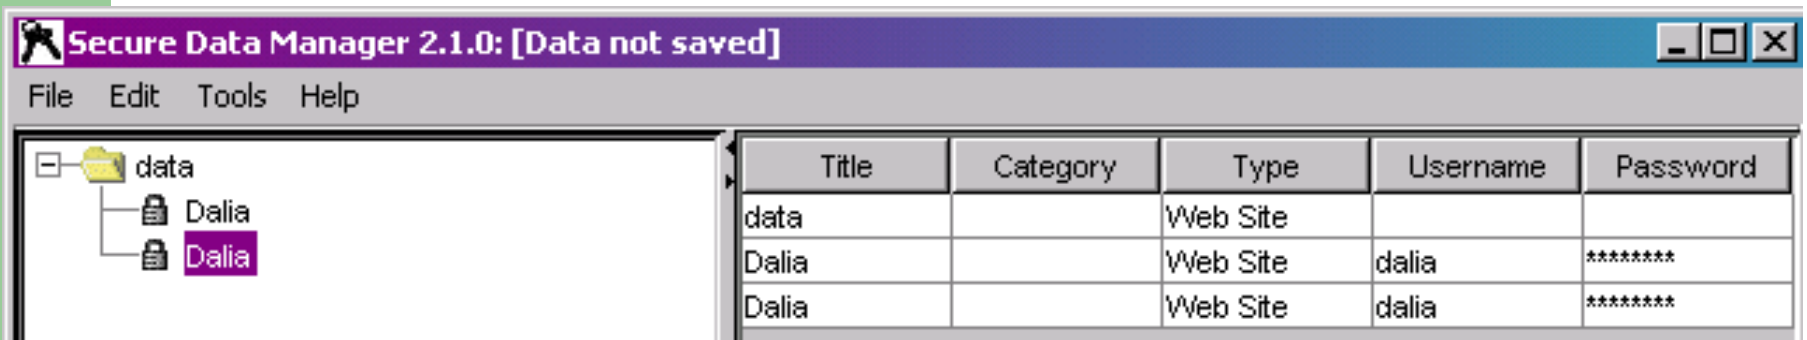 Secure Data Manager 2.1.0: [Data not saved]
File Edit Tools Help
data
Dalia
Dalia
Title Category Type Username Password
data Web Site
Dalia Web Site dalia ********
Dalia Web Site dalia ********